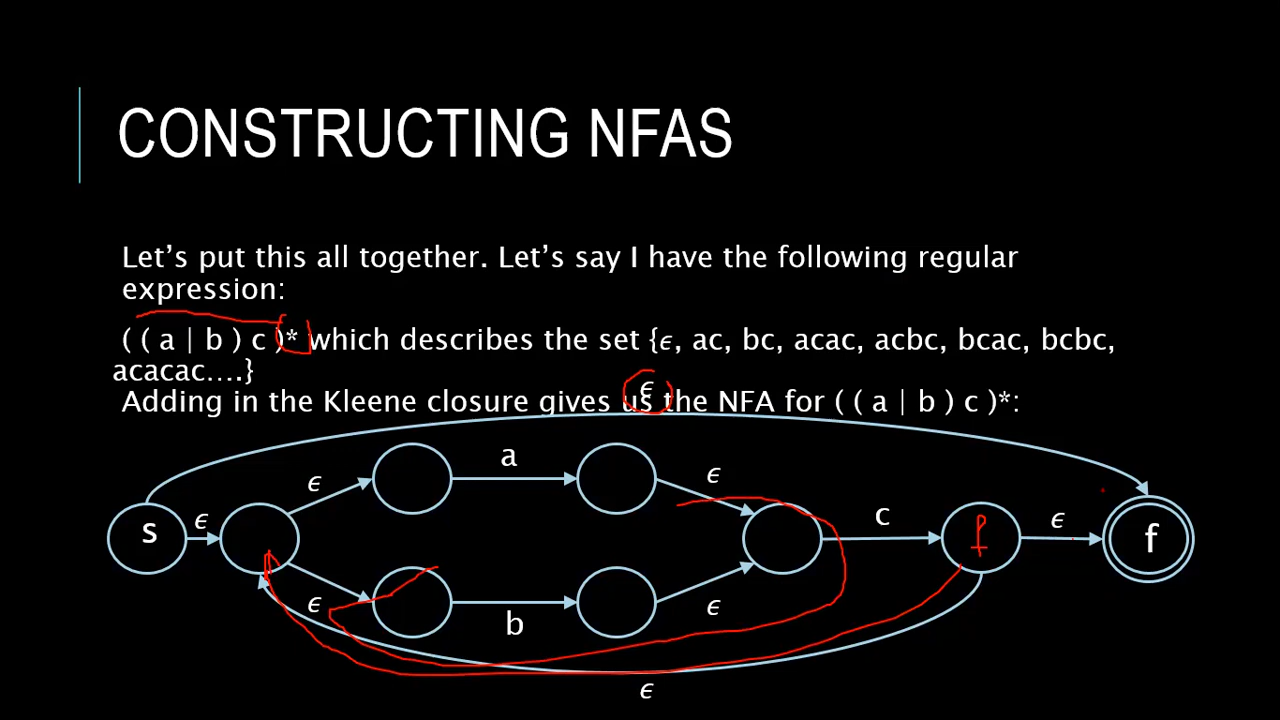 CONSTRUCTING NFAS
Let's put this all together. Let's say I have the following regular
expression:
( ( a | b ) c )* which describes the set {ϵ, ac, bc, acac, acbc, bcac, bcbc,
acacac….}
Adding in the Kleene closure gives us the NFA for ( ( a | b ) c )*:
ϵ
a
ϵ
ϵ
s
ϵ
c
f
ϵ
f
ϵ
b
ϵ
ϵ